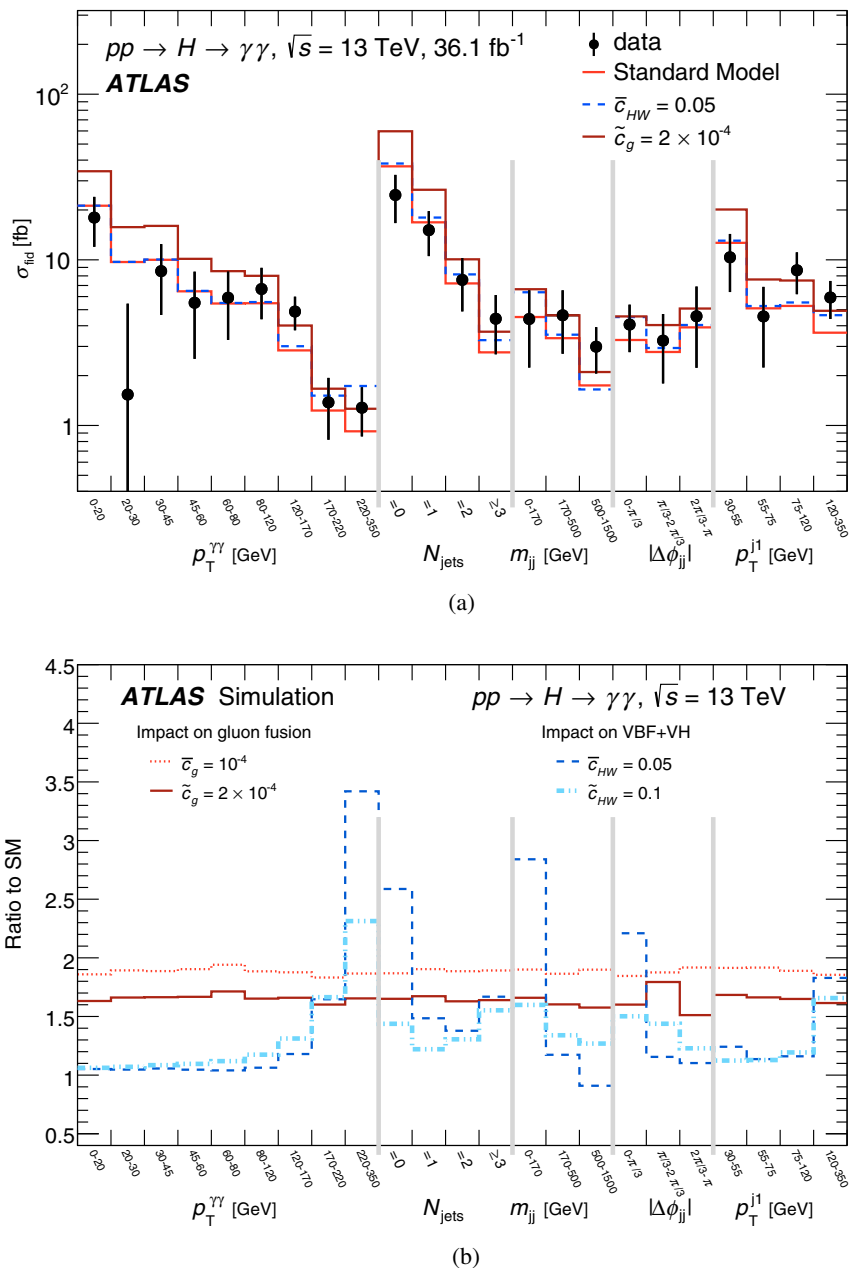 pp → H → γγ, √s = 13 TeV, 36.1 fb⁻¹
ATLAS
data
Standard Model
c̄_HW = 0.05
c̃_g = 2 × 10⁻⁴
σ_fid [fb]
10²
10
1
0-20 20-30 30-45 45-60 60-80 80-120 120-170 170-220 220-350 =0 =1 =2 ≥3 0-170 170-500 500-1500 0-π/3 π/3-2π/3 2π/3-π 30-55 55-75 75-120 120-350
p_T^γγ [GeV] N_jets m_jj [GeV] |Δϕ_jj| p_T^j1 [GeV]
(a)
ATLAS Simulation pp → H → γγ, √s = 13 TeV
Impact on gluon fusion
c̄_g = 10⁻⁴
c̃_g = 2 × 10⁻⁴
Impact on VBF+VH
c̄_HW = 0.05
c̃_HW = 0.1
Ratio to SM
4.5
4
3.5
3
2.5
2
1.5
1
0.5
0-20 20-30 30-45 45-60 60-80 80-120 120-170 170-220 220-350 =0 =1 =2 ≥3 0-170 170-500 500-1500 0-π/3 π/3-2π/3 2π/3-π 30-55 55-75 75-120 120-350
p_T^γγ [GeV] N_jets m_jj [GeV] |Δϕ_jj| p_T^j1 [GeV]
(b)